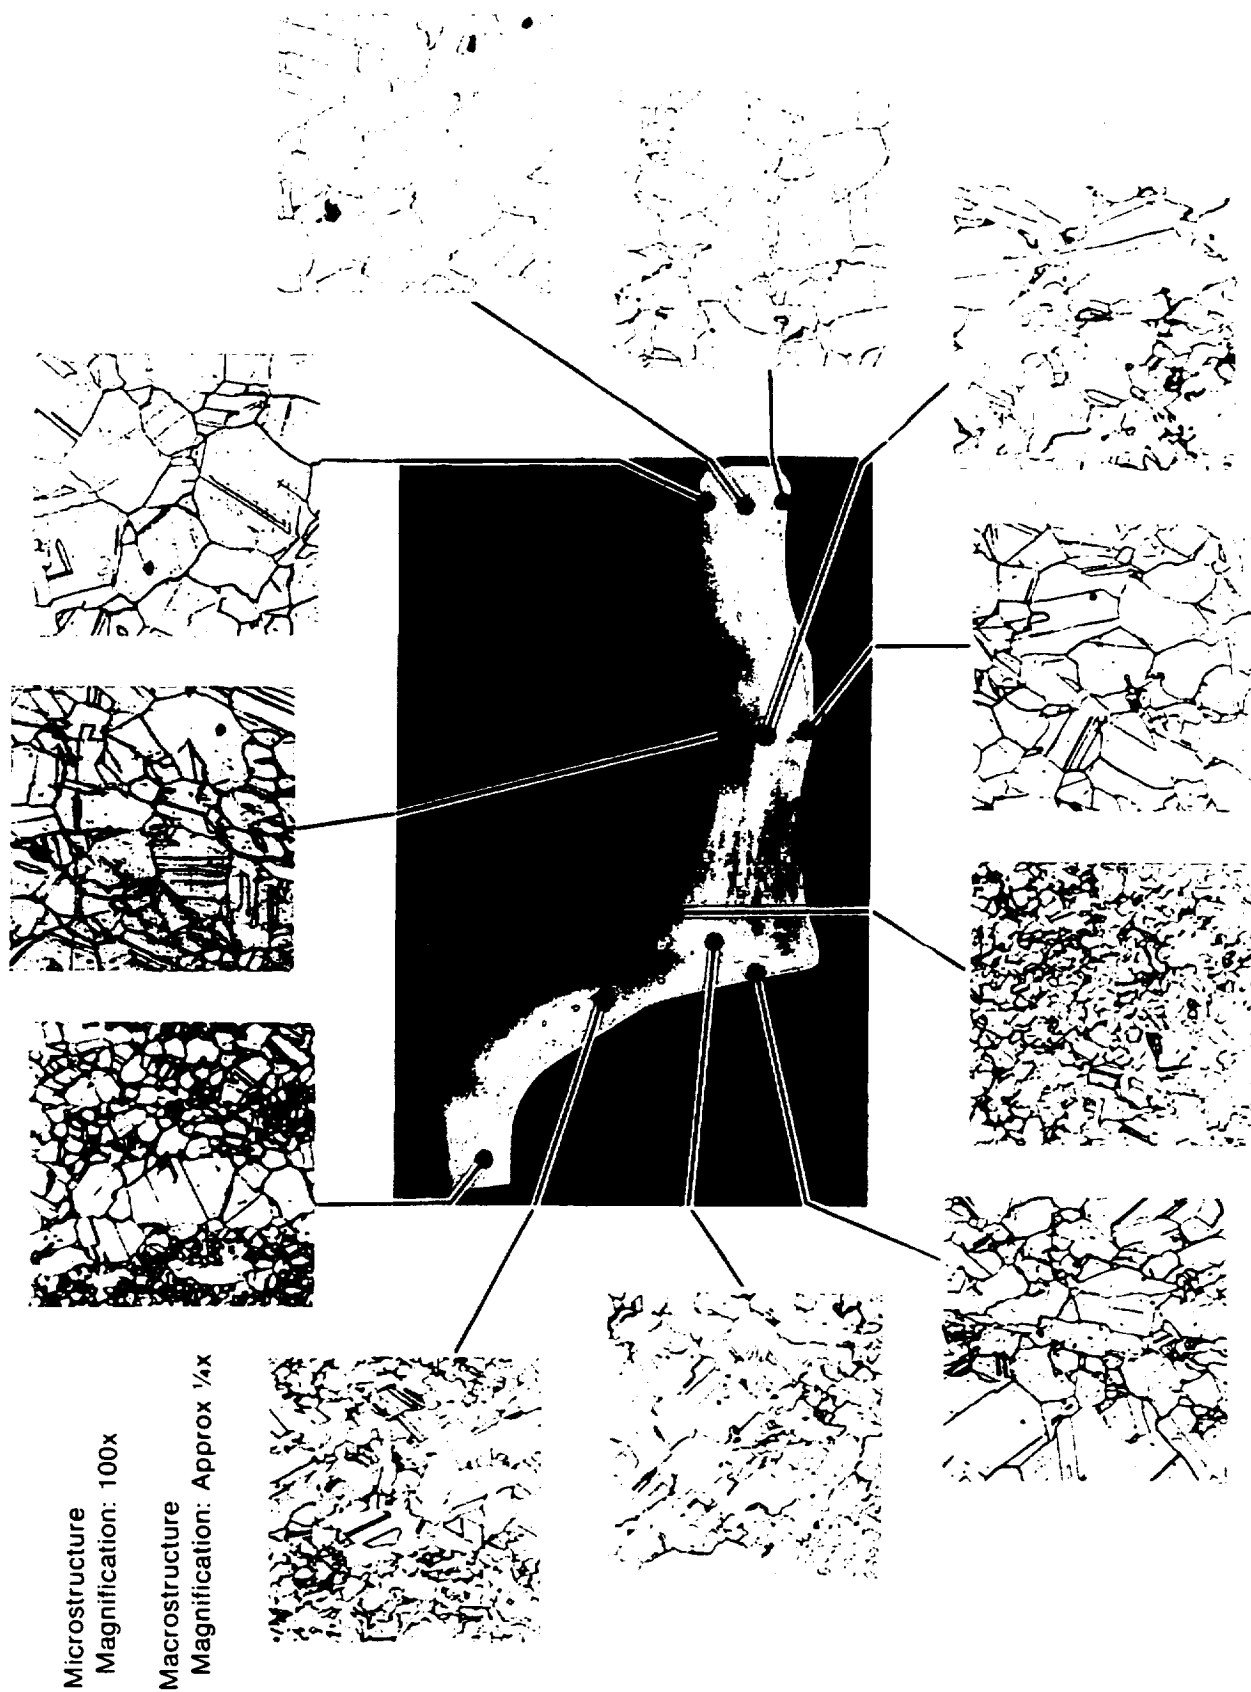 Microstructure
Magnification: 100x
Macrostructure
Magnification: Approx ¼x